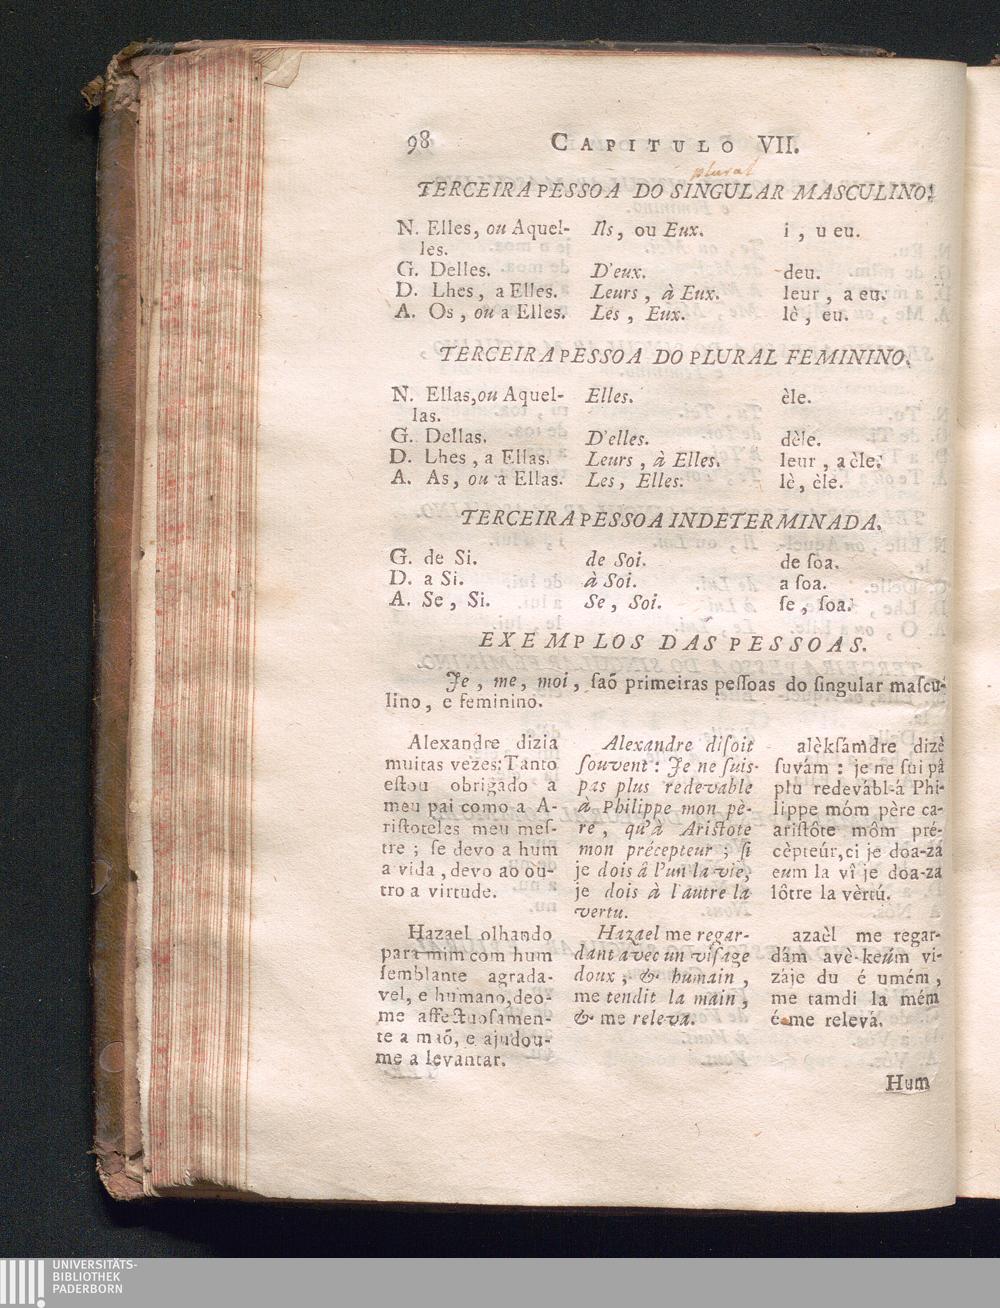 98 CAPITULO VII.
plural
TERCEIRA PESSOA DO SINGULAR MASCULINO.
N. Elles, ou Aquel- Ils, ou Eux. i, u eu.
les.
G. Delles. D'eux. deu.
D. Lhes, a Elles. Leurs, à Eux. leur, a eu.
A. Os, ou a Elles. Les, Eux. lè, eu.
TERCEIRA PESSOA DO PLURAL FEMININO.
N. Ellas, ou Aquel- Elles. èle.
las.
G. Dellas. D'elles. dèle.
D. Lhes, a Ellas. Leurs, à Elles. leur, a èle.
A. As, ou a Ellas. Les, Elles. lè, èle.
TERCEIRA PESSOA INDETERMINADA.
G. de Si. de Soi. de ſoa.
D. a Si. à Soi. a ſoa.
A. Se, Si. Se, Soi. ſe, ſoa.
EXEMPLOS DAS PESSOAS.
Je, me, moi, ſaõ primeiras peſſoas do ſingular maſcu-
lino, e feminino.
Alexandre dizia
muitas vezes: Tanto
eſtou obrigado a
meu pai como a A-
riſtoteles meu meſ-
tre; ſe devo a hum
a vida, devo ao ou-
tro a virtude.
Alexandre diſoit
ſouvent: Je ne ſuis-
pas plus redevable
à Philippe mon pè-
re, qu'à Ariſtote
mon précepteur; ſi
je dois â l'un la vie,
je dois à l'autre la
vertu.
alèkſámdre dizè
ſuvám: je ne ſui pâ
plu redevàbl-á Phi-
lippe móm père ca-
ariſtôte môm pré-
cèpteúr, ci je doa-zá
eum la vî je doa-za
lôtre la vèrtú.
Hazael olhando
para mim com hum
ſemblante agrada-
vel, e humano, deo-
me affectuoſamen-
te a maõ, e ajudou-
me a levantar.
Hazael me regar-
dant avec un viſage
doux, & humain,
me tendit la main,
& me releva.
azaèl me regar-
dám avè-keúm vi-
zàje du é umém,
me tamdi la mém
é me relevà.
Hum
UNIVERSITÄTS-
BIBLIOTHEK
PADERBORN